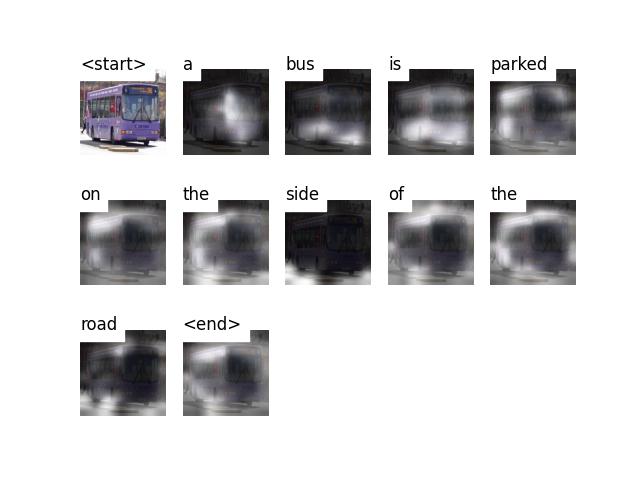 <start> a bus is parked
on the side of the
road <end>